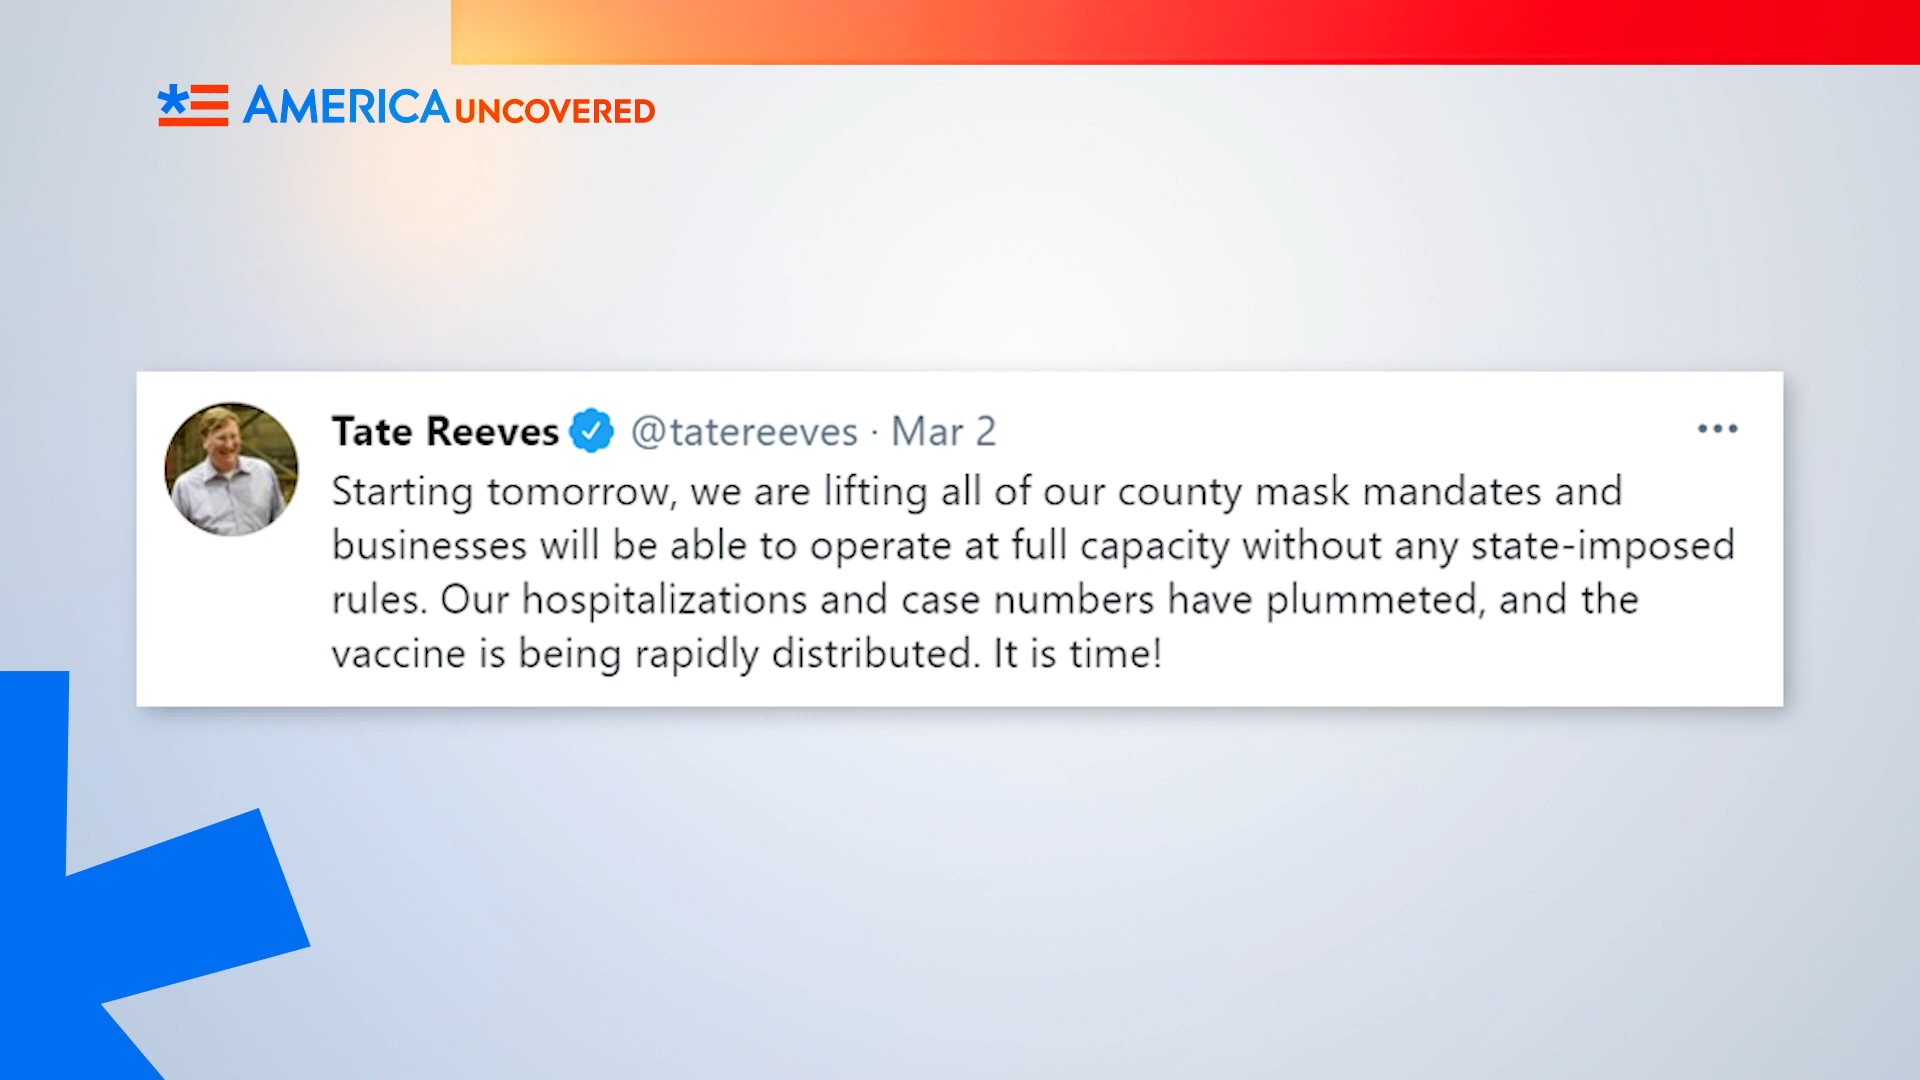 AMERICA UNCOVERED
Tate Reeves @tatereeves · Mar 2
Starting tomorrow, we are lifting all of our county mask mandates and
businesses will be able to operate at full capacity without any state-imposed
rules. Our hospitalizations and case numbers have plummeted, and the
vaccine is being rapidly distributed. It is time!